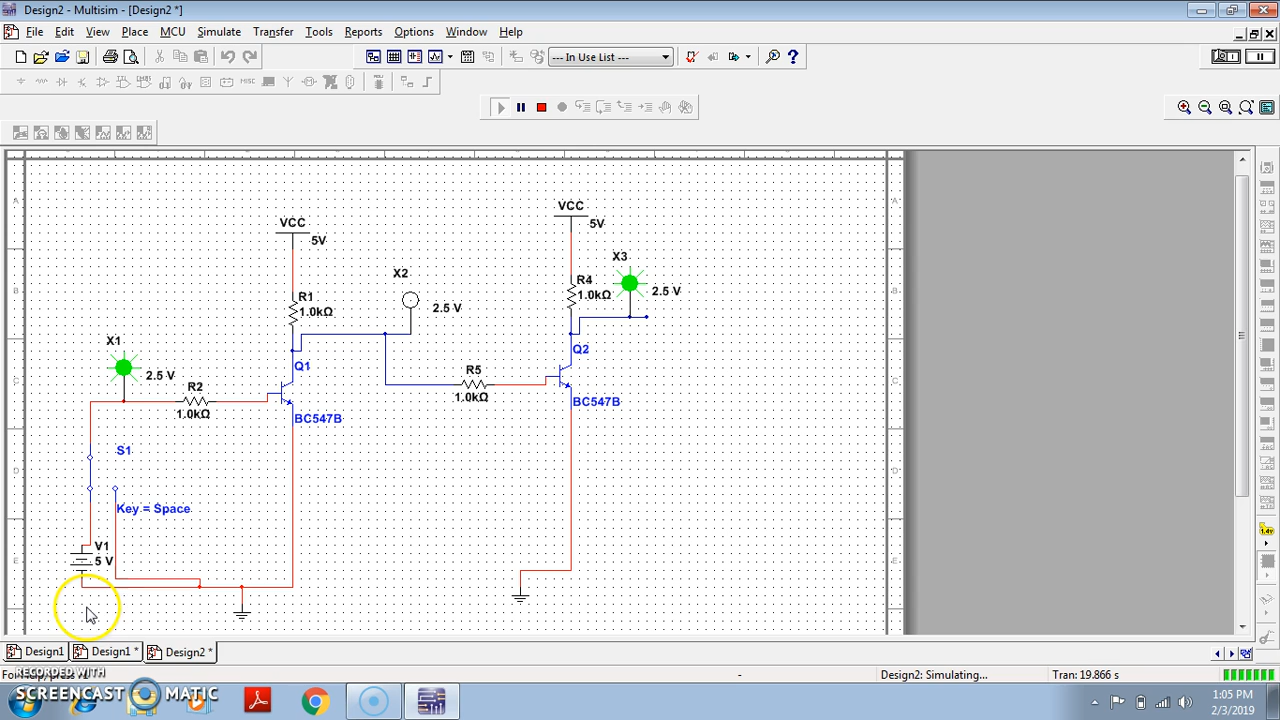 Design2 - Multisim - [Design2 *]
File Edit View Place MCU Simulate Transfer Tools Reports Options Window Help
--- In Use List ---
VCC
5V
VCC
5V
X3
2.5 V
R4
1.0kΩ
X2
2.5 V
R1
1.0kΩ
X1
2.5 V
Q1
Q2
R5
1.0kΩ
R2
1.0kΩ
BC547B
BC547B
S1
Key = Space
V1
5 V
A
B
C
D
E
A
B
C
D
E
Design1 Design1 * Design2 *
Design2: Simulating... Tran: 19.866 s
RECORDED WITH
SCREENCAST MATIC
1:05 PM
2/3/2019